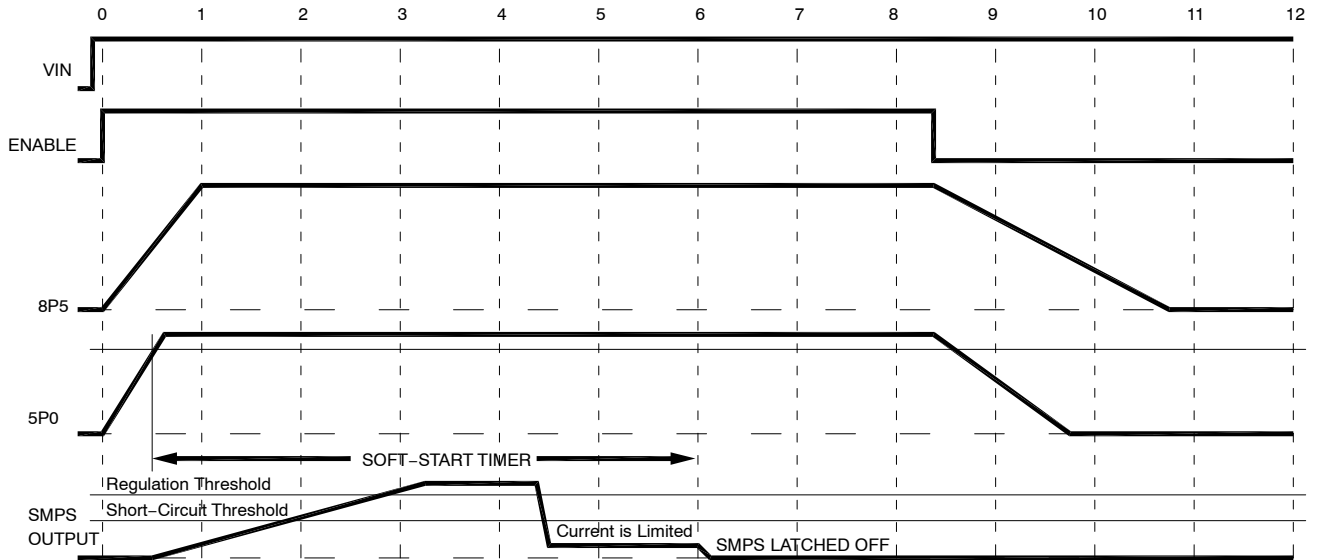 0 1 2 3 4 5 6 7 8 9 10 11 12
VIN
ENABLE
8P5
5P0
SOFT−START TIMER
Regulation Threshold
Short−Circuit Threshold
SMPS
OUTPUT
Current is Limited
SMPS LATCHED OFF